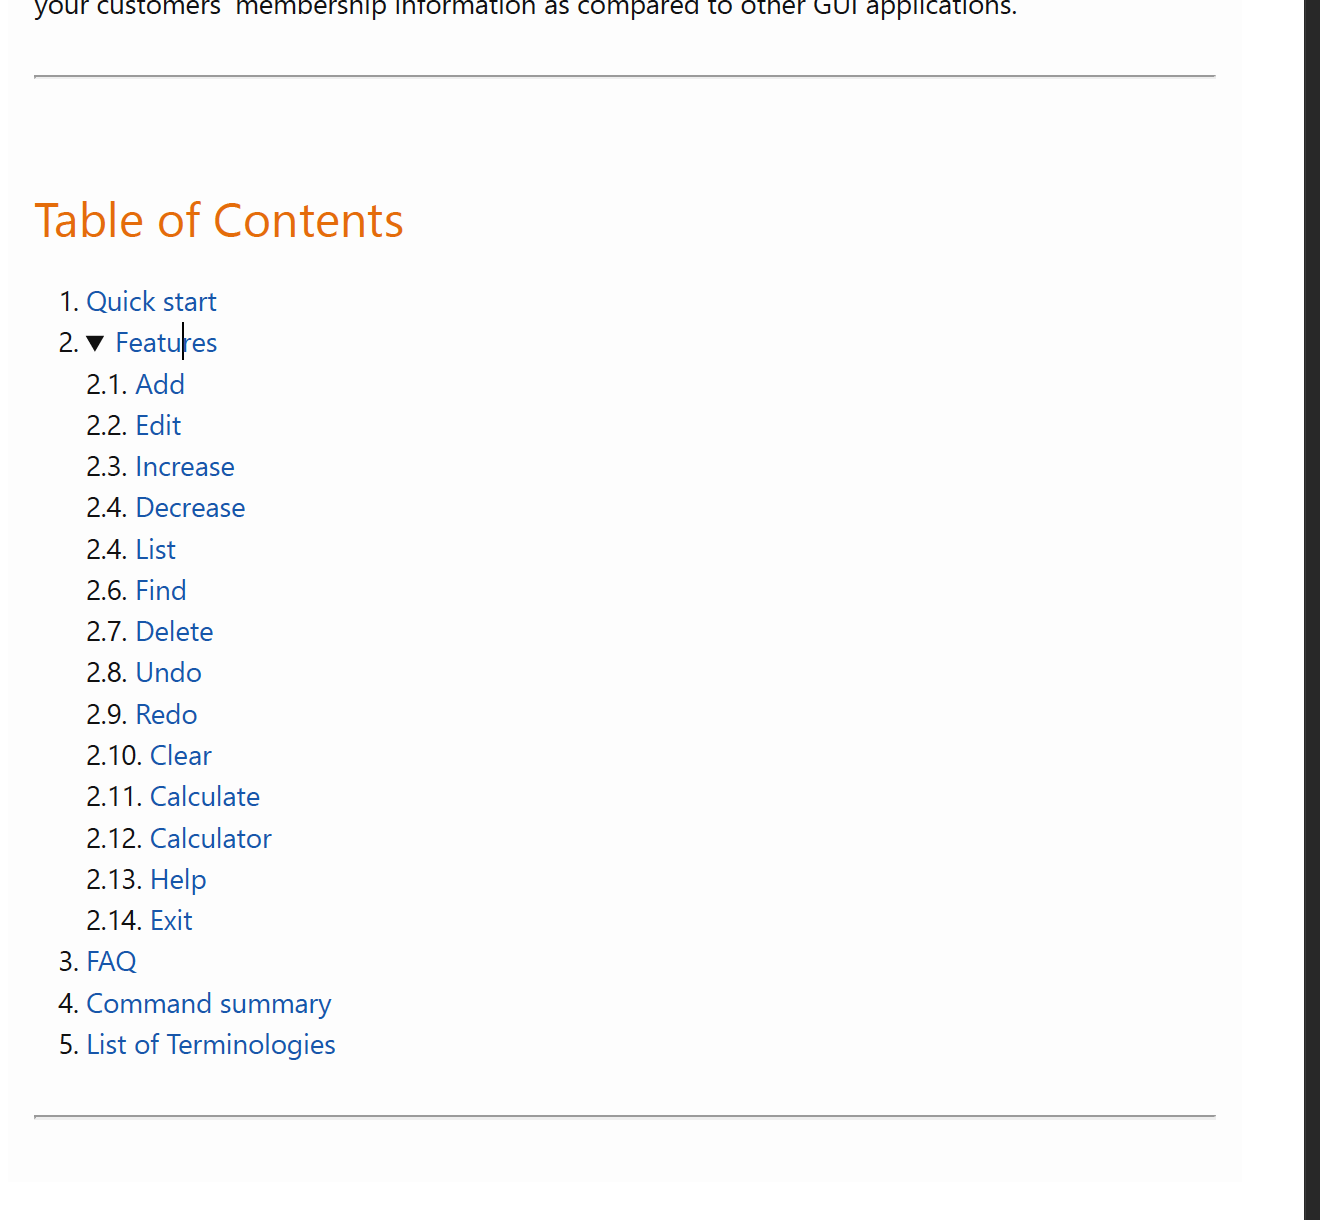 your customers' membership information as compared to other GUI applications.
Table of Contents
1. Quick start
2. ▼ Features
2.1. Add
2.2. Edit
2.3. Increase
2.4. Decrease
2.4. List
2.6. Find
2.7. Delete
2.8. Undo
2.9. Redo
2.10. Clear
2.11. Calculate
2.12. Calculator
2.13. Help
2.14. Exit
3. FAQ
4. Command summary
5. List of Terminologies